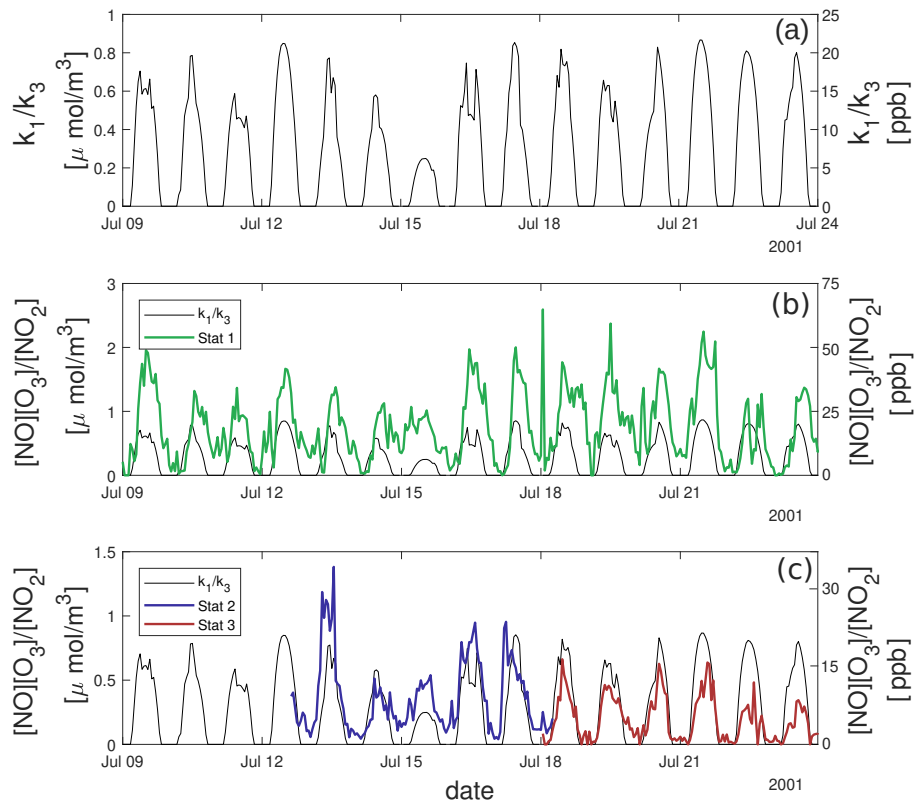 (a)
k₁/k₃
[μ mol/m³]
1
0.8
0.6
0.4
0.2
0
25
20
15
10
5
0
k₁/k₃
[ppb]
Jul 09 Jul 12 Jul 15 Jul 18 Jul 21 Jul 24
2001
(b)
[NO][O₃]/[NO₂]
[μ mol/m³]
3
2
1
0
k₁/k₃
Stat 1
75
50
25
0
[NO][O₃]/[NO₂]
[ppb]
Jul 09 Jul 12 Jul 15 Jul 18 Jul 21
2001
(c)
[NO][O₃]/[NO₂]
[μ mol/m³]
1.5
1
0.5
0
k₁/k₃
Stat 2
Stat 3
30
15
0
[NO][O₃]/[NO₂]
[ppb]
Jul 09 Jul 12 Jul 15 Jul 18 Jul 21
date
2001